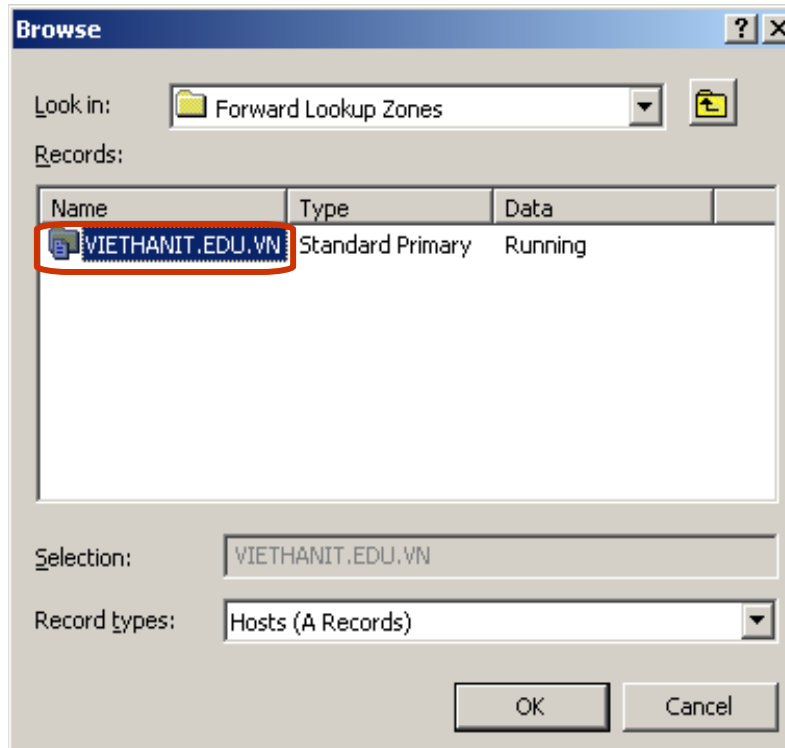 Browse
Look in: Forward Lookup Zones
Records:
Name Type Data
VIETHANIT.EDU.VN Standard Primary Running
Selection: VIETHANIT.EDU.VN
Record types: Hosts (A Records)
OK Cancel